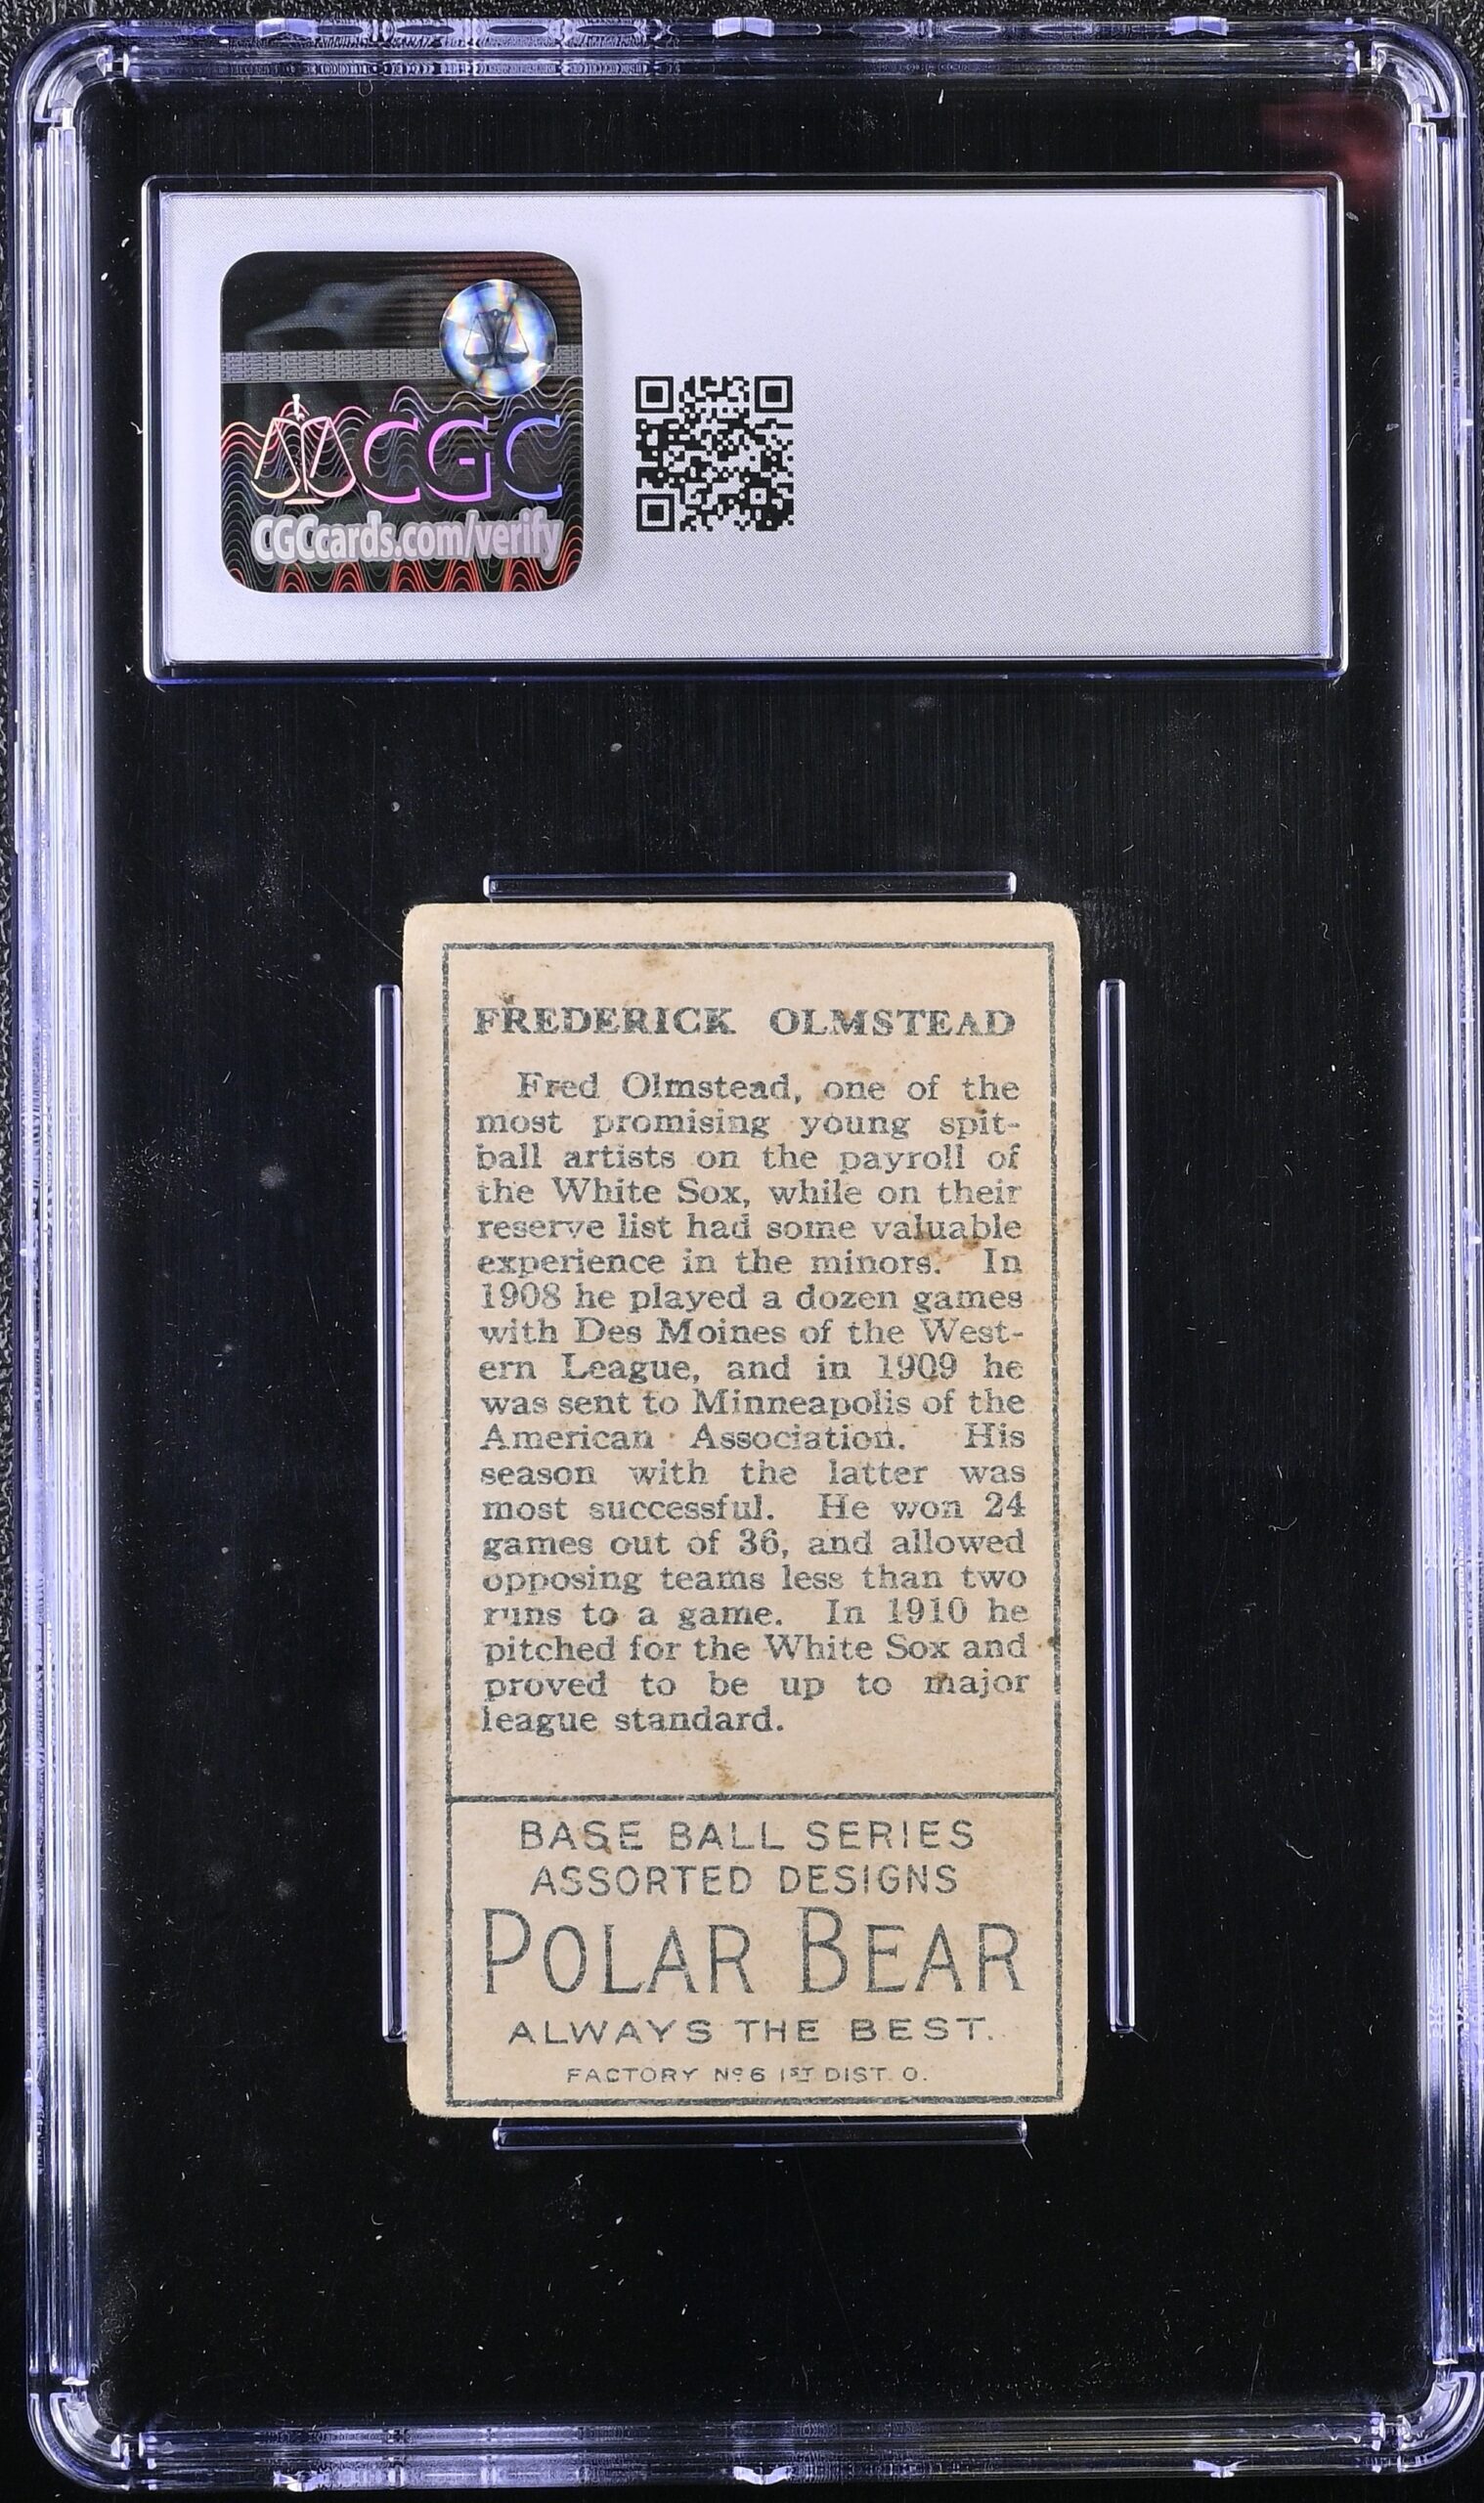 CGC
CGCcards.com/verify
FREDERICK OLMSTEAD
Fred Olmstead, one of the
most promising young spit-
ball artists on the payroll of
the White Sox, while on their
reserve list had some valuable
experience in the minors. In
1908 he played a dozen games
with Des Moines of the West-
ern League, and in 1909 he
was sent to Minneapolis of the
American Association. His
season with the latter was
most successful. He won 24
games out of 36, and allowed
opposing teams less than two
runs to a game. In 1910 he
pitched for the White Sox and
proved to be up to major
league standard.
BASE BALL SERIES
ASSORTED DESIGNS
POLAR BEAR
ALWAYS THE BEST.
FACTORY Nº 6 1ST DIST. O.